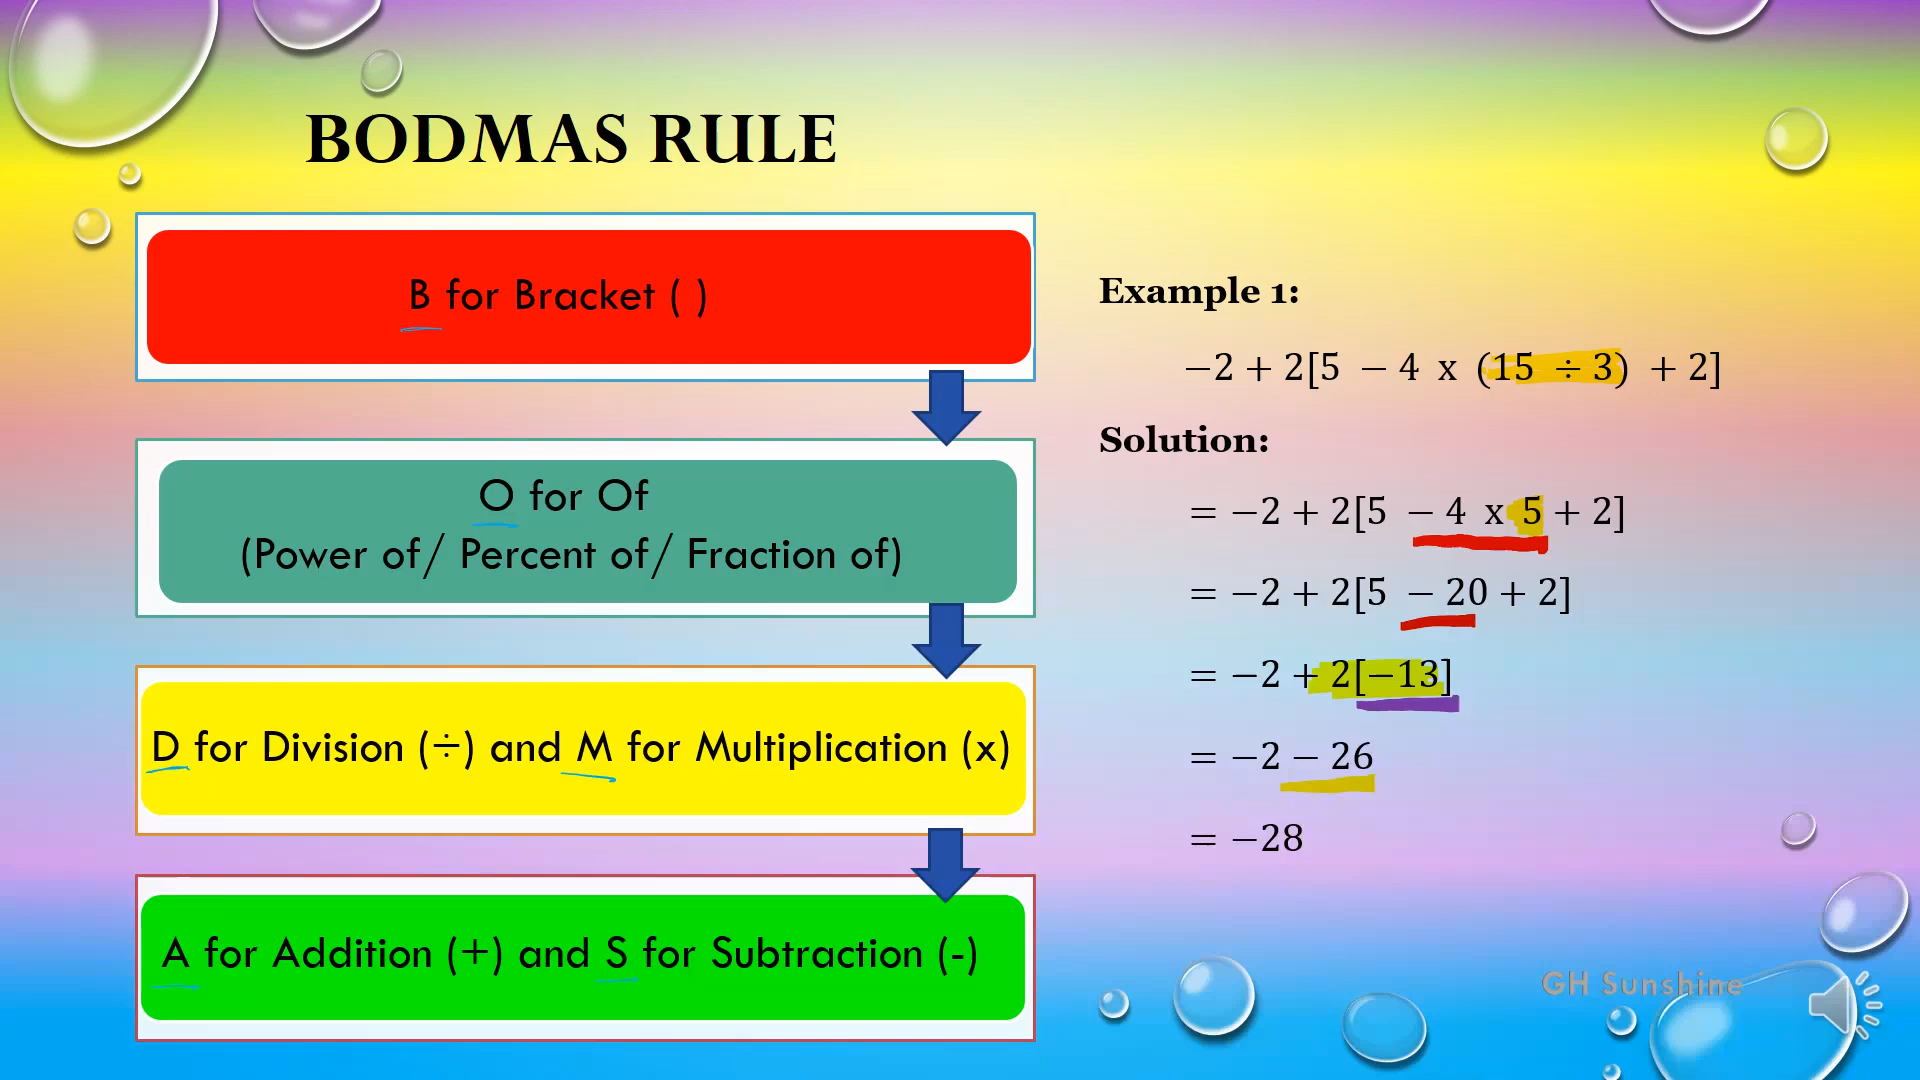 BODMAS RULE
B for Bracket ( )
O for Of
(Power of/ Percent of/ Fraction of)
D for Division (÷) and M for Multiplication (x)
A for Addition (+) and S for Subtraction (-)
Example 1:
−2 + 2[5 − 4 x (15 ÷ 3) + 2]
Solution:
= −2 + 2[5 − 4 x 5 + 2]
= −2 + 2[5 − 20 + 2]
= −2 + 2[−13]
= −2 − 26
= −28
GH Sunshine